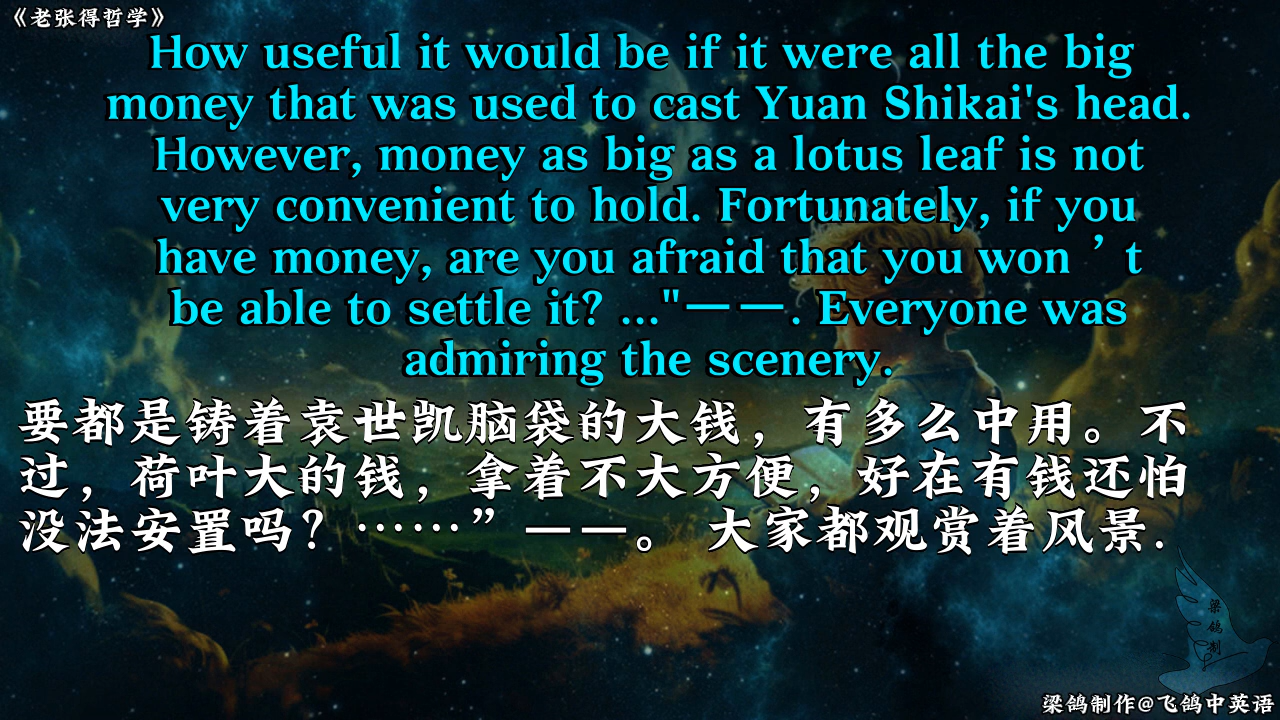 《老张得哲学》
How useful it would be if it were all the big
money that was used to cast Yuan Shikai's head.
However, money as big as a lotus leaf is not
very convenient to hold. Fortunately, if you
have money, are you afraid that you won ’ t
be able to settle it? ..."——. Everyone was
admiring the scenery.
要都是铸着袁世凯脑袋的大钱，有多么中用。不
过，荷叶大的钱，拿着不大方便，好在有钱还怕
没法安置吗？……”——。 大家都观赏着风景.
梁鸽制
梁鸽制作@飞鸽中英语